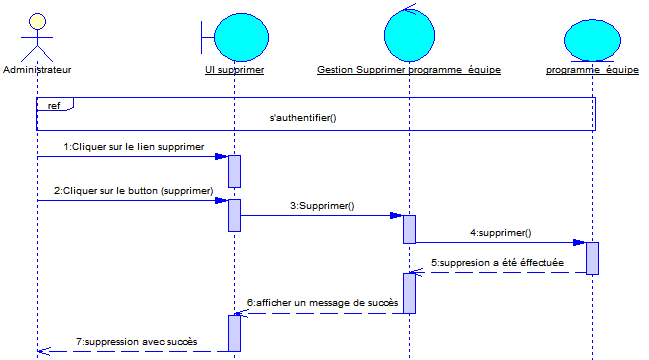 Administrateur
UI supprimer
Gestion Supprimer programme_équipe
programme_équipe
ref
s'authentifier()
1:Cliquer sur le lien supprimer
2:Cliquer sur le button (supprimer)
3:Supprimer()
4:supprimer()
5:suppresion a été éffectuée
6:afficher un message de succès
7:suppression avec succès